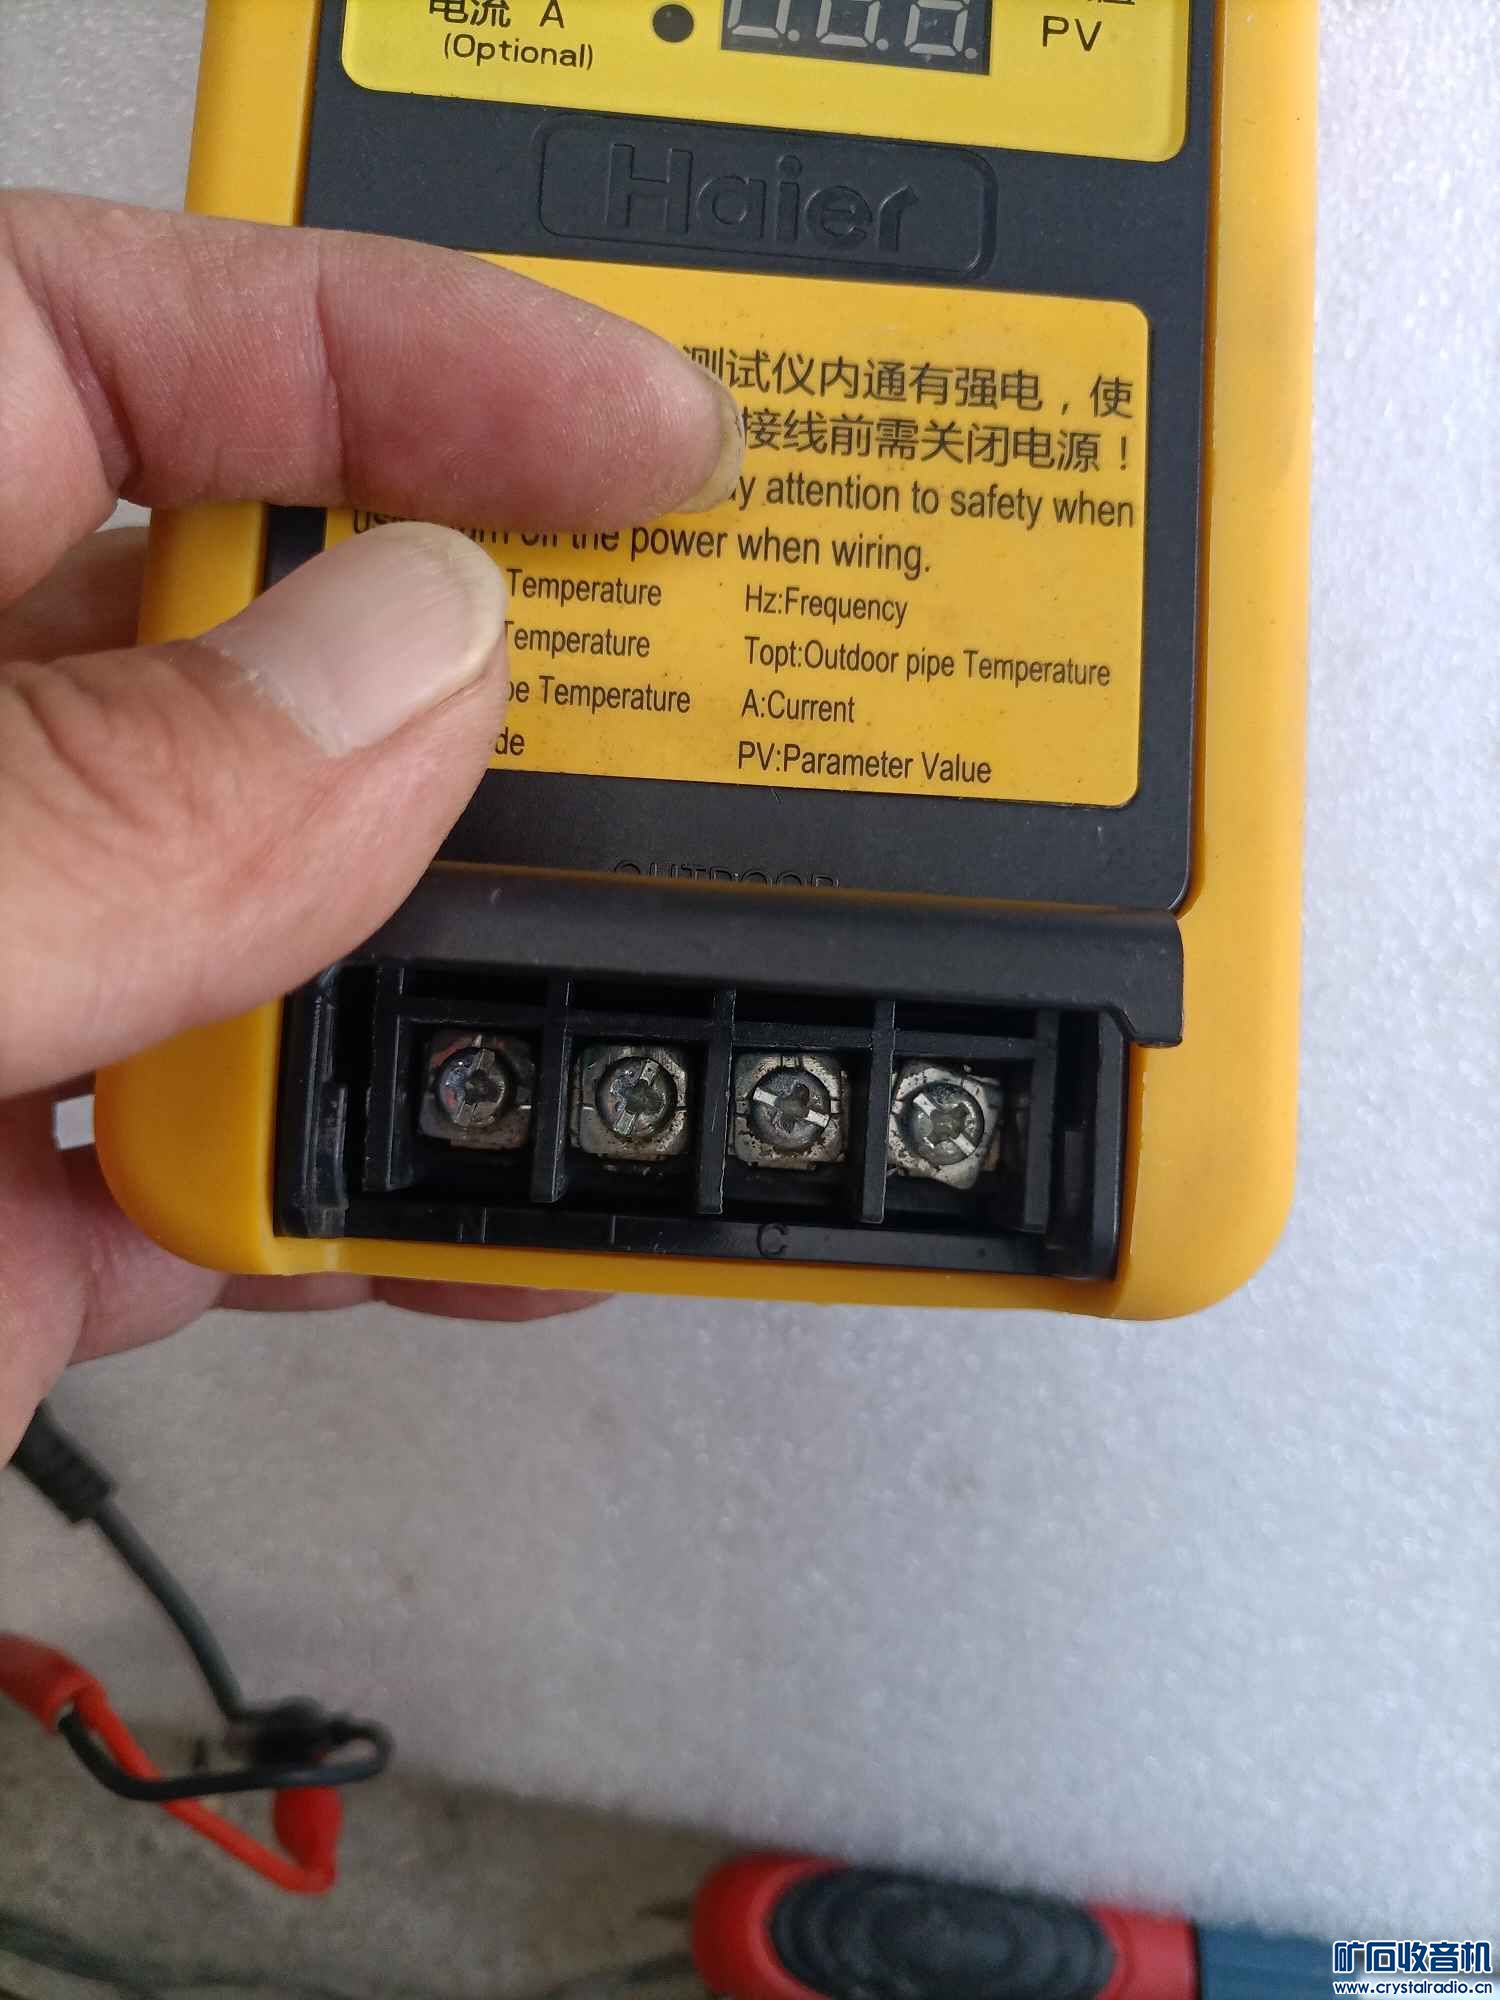 电流 A
(Optional)
PV
Haier
测试仪内通有强电，使
接线前需关闭电源！
attention to safety when
the power when wiring.
Temperature
Hz:Frequency
Temperature
Topt:Outdoor pipe Temperature
Temperature
A:Current
PV:Parameter Value
OUTDOOR
N
C
矿石收音机
www.crystalradio.cn